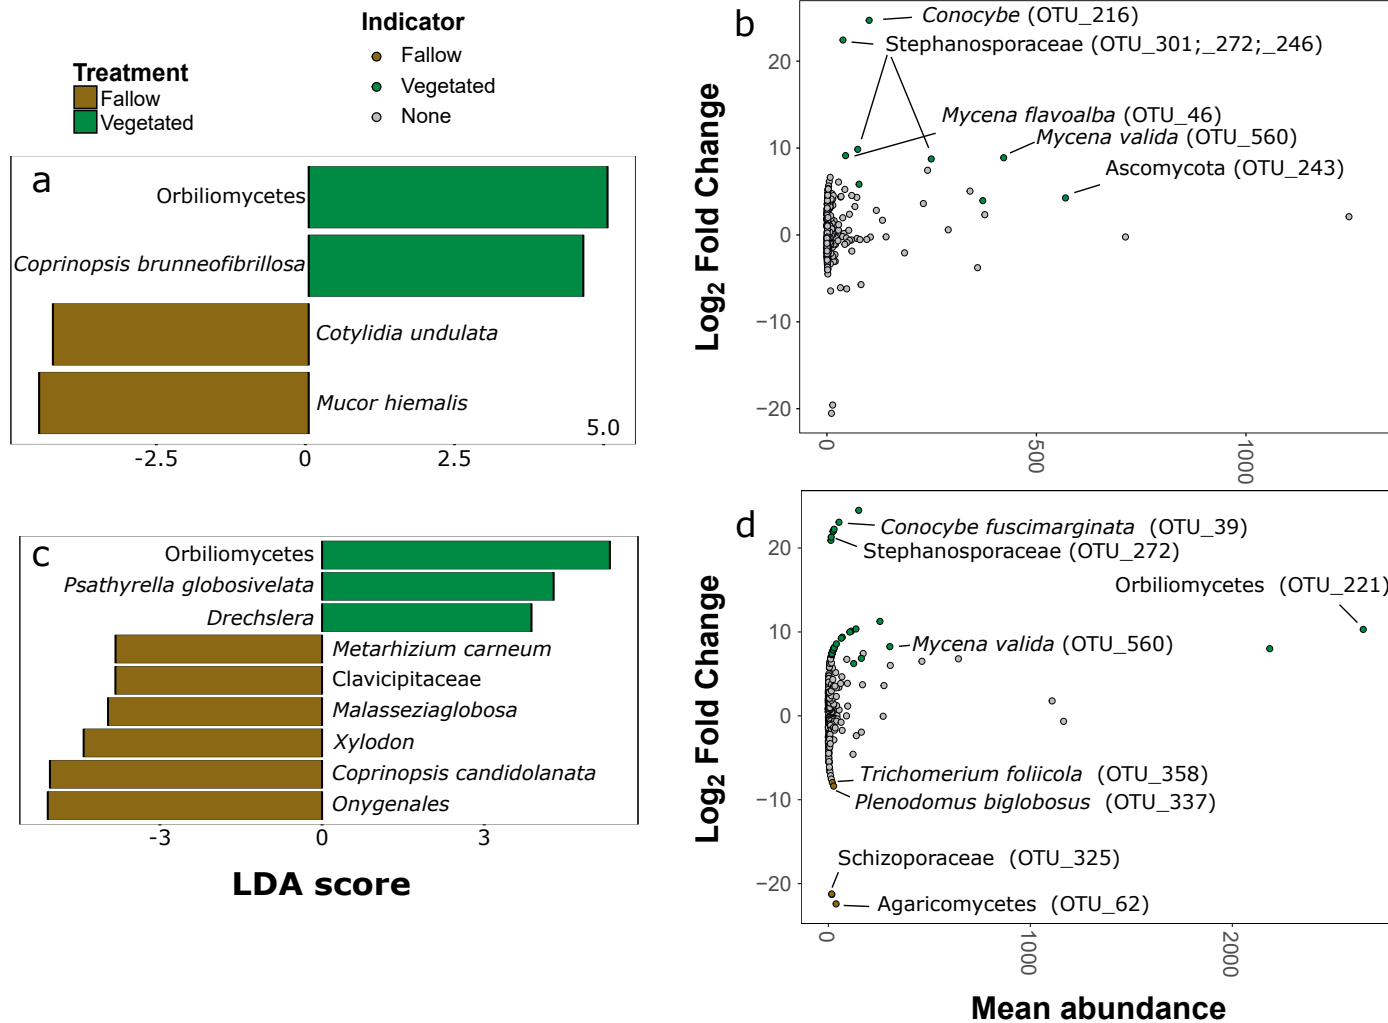 Treatment
Fallow
Vegetated
Indicator
Fallow
Vegetated
None
a
Orbiliomycetes
Coprinopsis brunneofibrillosa
Cotylidia undulata
Mucor hiemalis
5.0
-2.5
0
2.5
b
Conocybe (OTU_216)
Stephanosporaceae (OTU_301;_272;_246)
Mycena flavoalba (OTU_46)
Mycena valida (OTU_560)
Ascomycota (OTU_243)
Log2 Fold Change
20
10
0
−10
−20
0
500
1000
c
Orbiliomycetes
Psathyrella globosivelata
Drechslera
Metarhizium carneum
Clavicipitaceae
Malasseziaglobosa
Xylodon
Coprinopsis candidolanata
Onygenales
-3
0
3
LDA score
d
Conocybe fuscimarginata (OTU_39)
Stephanosporaceae (OTU_272)
Orbiliomycetes (OTU_221)
Mycena valida (OTU_560)
Trichomerium foliicola (OTU_358)
Plenodomus biglobosus (OTU_337)
Schizoporaceae (OTU_325)
Agaricomycetes (OTU_62)
Log2 Fold Change
20
10
0
−10
−20
0
1000
2000
Mean abundance